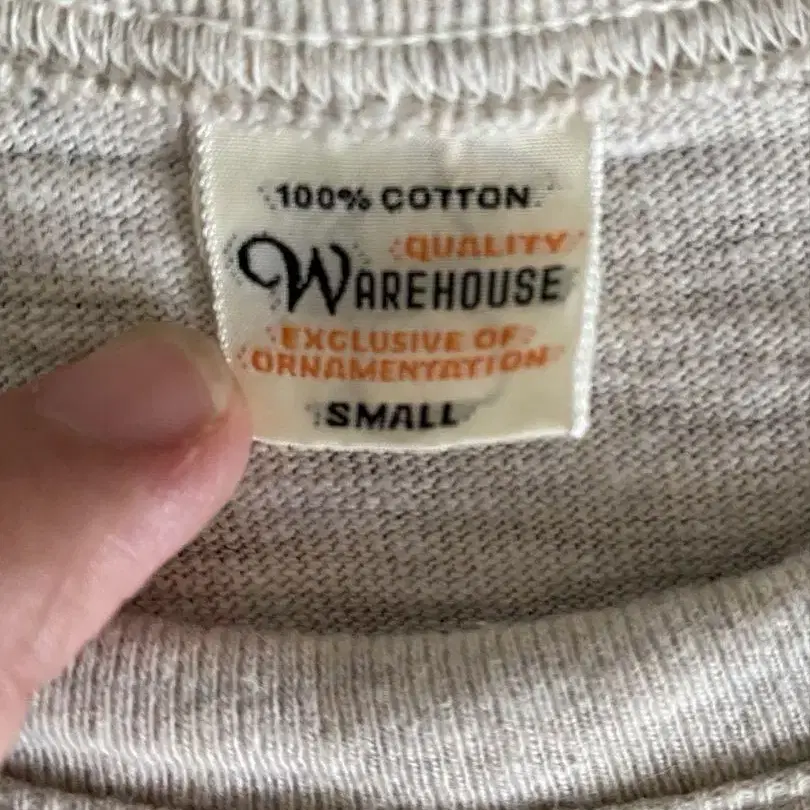 100% COTTON
QUALITY
WAREHOUSE
EXCLUSIVE OF
ORNAMENTATION
SMALL